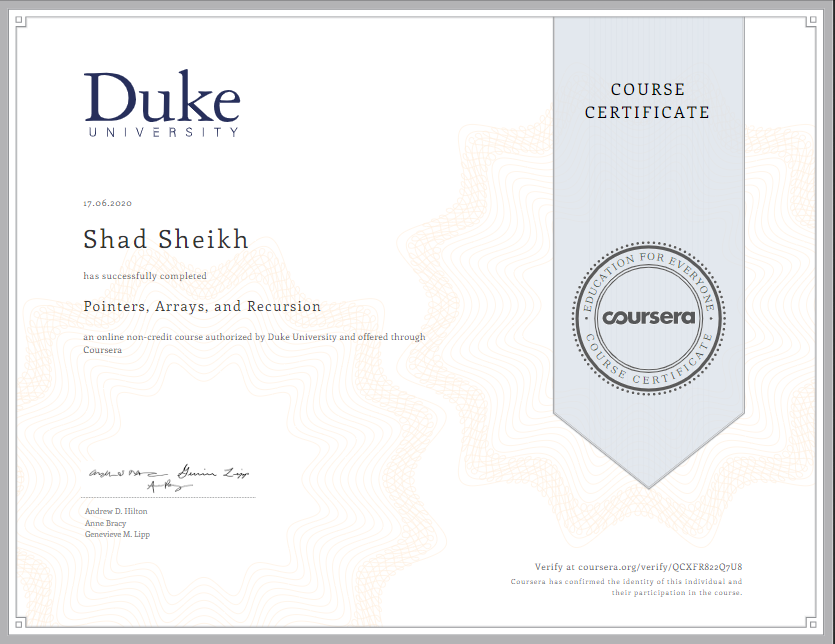 Duke
UNIVERSITY
COURSE
CERTIFICATE
17.06.2020
Shad Sheikh
has successfully completed
Pointers, Arrays, and Recursion
an online non-credit course authorized by Duke University and offered through
Coursera
EDUCATION FOR EVERYONE
coursera
COURSE CERTIFICATE
Andrew D. Hilton
Anne Bracy
Genevieve M. Lipp
Verify at coursera.org/verify/QCXFR822Q7U8
Coursera has confirmed the identity of this individual and
their participation in the course.